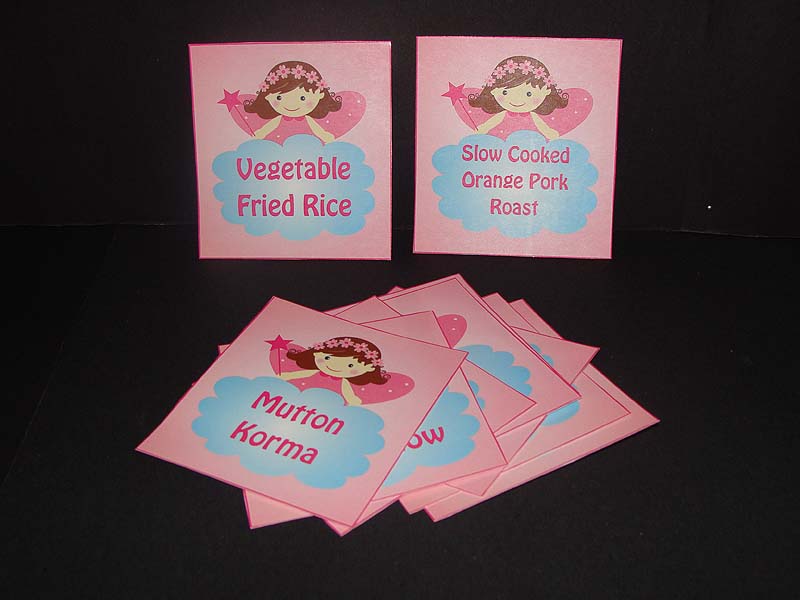 Vegetable
Fried Rice
Slow Cooked
Orange Pork
Roast
Mutton
Korma